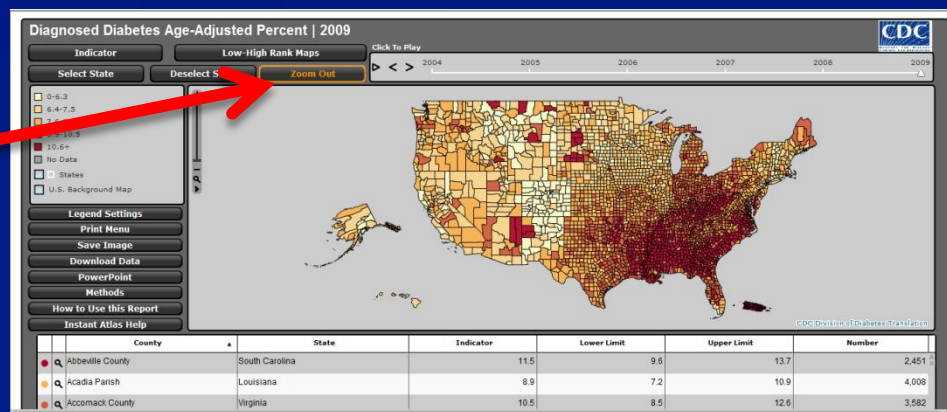 Diagnosed Diabetes Age-Adjusted Percent | 2009
CDC
Indicator
Low-High Rank Maps
Click To Play
Select State
Deselect S
Zoom Out
2004 2005 2006 2007 2008 2009
0-6.3
6.4-7.5
10.6+
No Data
States
U.S. Background Map
Legend Settings
Print Menu
Save Image
Download Data
PowerPoint
Methods
How to Use this Report
Instant Atlas Help
CDC Division of Diabetes Translation
County State Indicator Lower Limit Upper Limit Number
Abbeville County South Carolina 11.5 9.6 13.7 2,451
Acadia Parish Louisiana 8.9 7.2 10.9 4,008
Accomack County Virginia 10.5 8.5 12.6 3,582